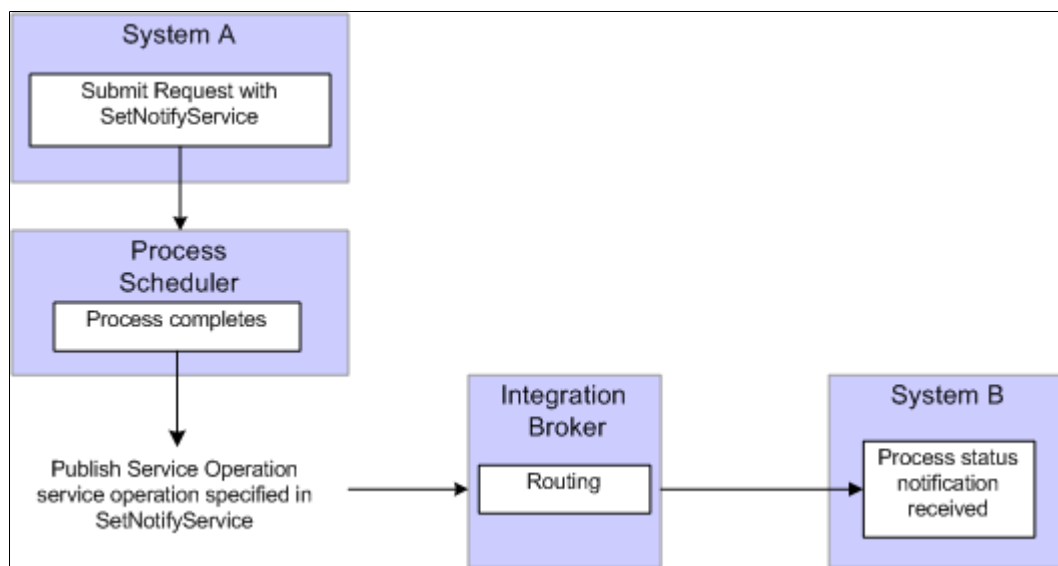 System A
Submit Request with
SetNotifyService
Process
Scheduler
Process completes
Publish Service Operation
service operation specified in
SetNotifyService
Integration
Broker
Routing
System B
Process status
notification
received